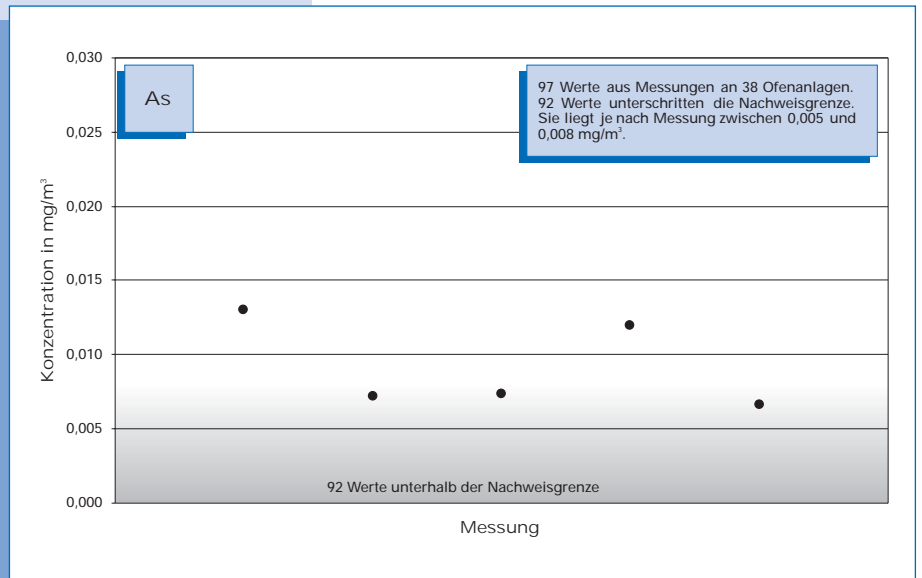 As
97 Werte aus Messungen an 38 Ofenanlagen.
92 Werte unterschritten die Nachweisgrenze.
Sie liegt je nach Messung zwischen 0,005 und
0,008 mg/m³.
Konzentration in mg/m³
0,030
0,025
0,020
0,015
0,010
0,005
0,000
92 Werte unterhalb der Nachweisgrenze
Messung